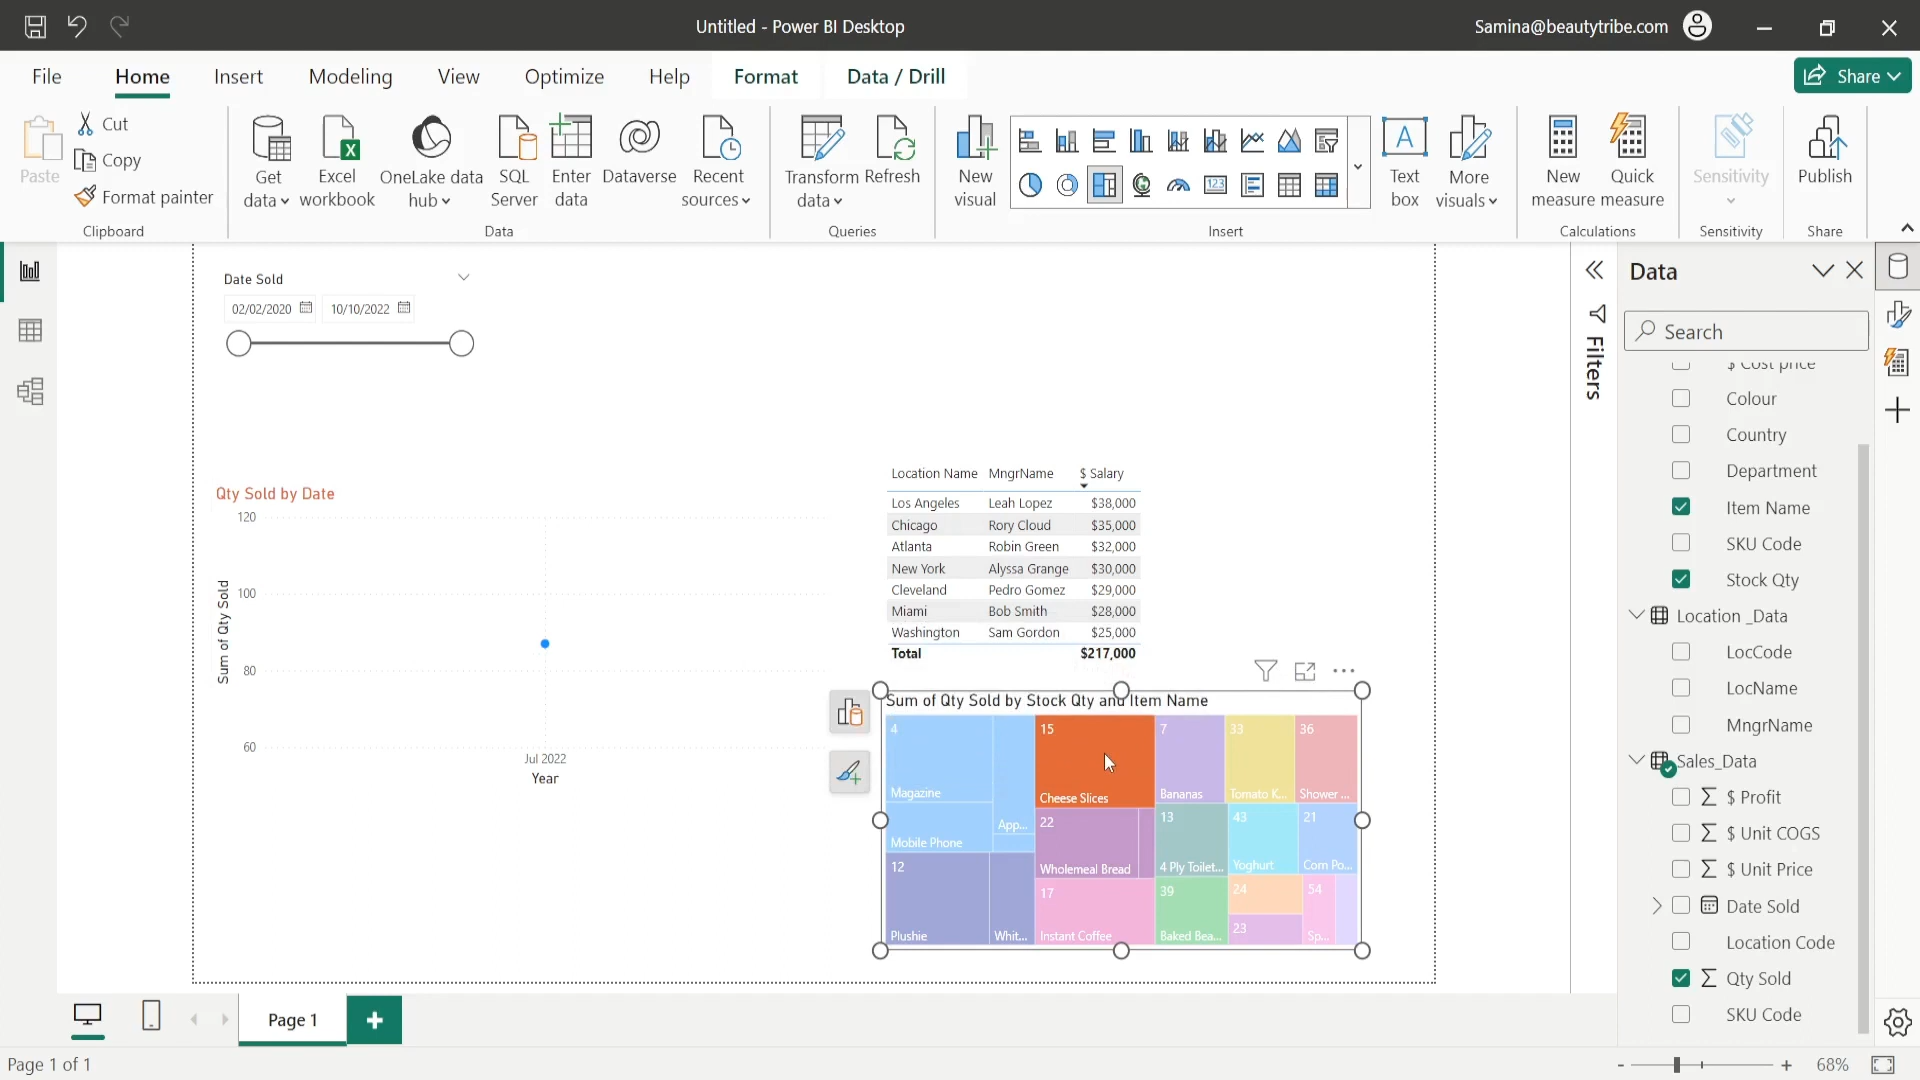 Untitled - Power BI Desktop
Samina@beautytribe.com
File Home Insert Modeling View Optimize Help Format Data / Drill
Share
Paste
Cut
Copy
Format painter
Clipboard
Get data
Excel workbook
OneLake data hub
SQL Server
Enter data
Dataverse
Recent sources
Data
Transform data
Refresh
Queries
New visual
123
A
Text box
More visuals
Insert
New measure
Quick measure
Calculations
Sensitivity
Sensitivity
Publish
Share
Date Sold
02/02/2020 10/10/2022
Qty Sold by Date
120
100
80
60
Sum of Qty Sold
Jul 2022
Year
Location Name MngrName $ Salary
Los Angeles Leah Lopez $38,000
Chicago Rory Cloud $35,000
Atlanta Robin Green $32,000
New York Alyssa Grange $30,000
Cleveland Pedro Gomez $29,000
Miami Bob Smith $28,000
Washington Sam Gordon $25,000
Total $217,000
Sum of Qty Sold by Stock Qty and Item Name
4
Magazine
Mobile Phone
App...
12
Plushie
Whit...
15
Cheese Slices
22
Wholemeal Bread
17
Instant Coffee
7
Bananas
13
4 Ply Toilet...
39
Baked Bea...
33
Tomato K...
36
Shower ...
43
Yoghurt
21
Corn Po...
24
23
54
Sp...
Filters
Data
Search
$ Cost price
Colour
Country
Department
Item Name
SKU Code
Stock Qty
Location _Data
LocCode
LocName
MngrName
Sales_Data
∑ $ Profit
∑ $ Unit COGS
∑ $ Unit Price
Date Sold
Location Code
∑ Qty Sold
SKU Code
Page 1
Page 1 of 1
- + 68%